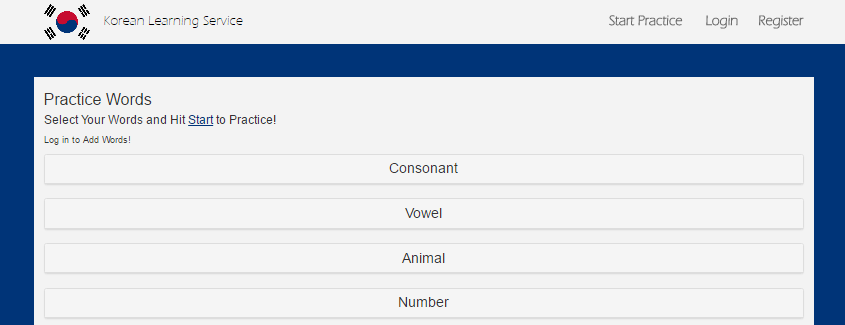 Korean Learning Service Start Practice Login Register
Practice Words
Select Your Words and Hit Start to Practice!
Log in to Add Words!
Consonant
Vowel
Animal
Number